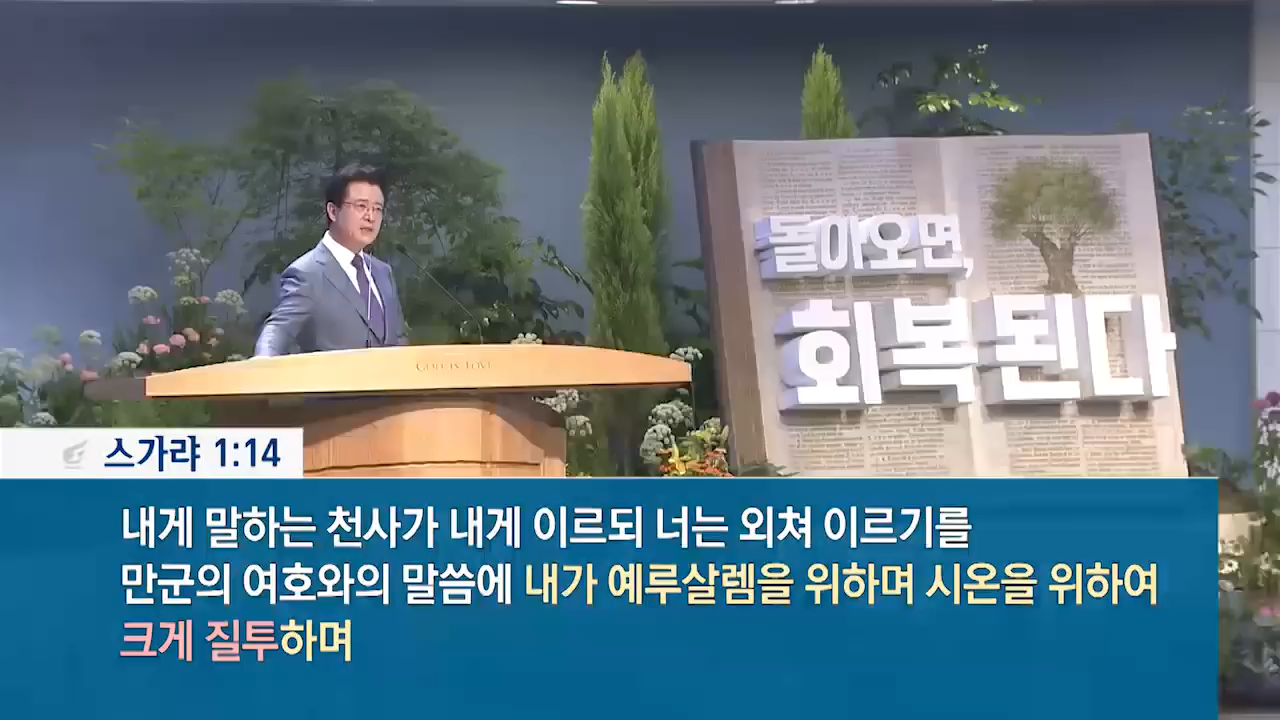 돌아오면,
회복된다
GOD IS LOVE
스가랴 1:14
내게 말하는 천사가 내게 이르되 너는 외쳐 이르기를
만군의 여호와의 말씀에 내가 예루살렘을 위하며 시온을 위하여
크게 질투하며